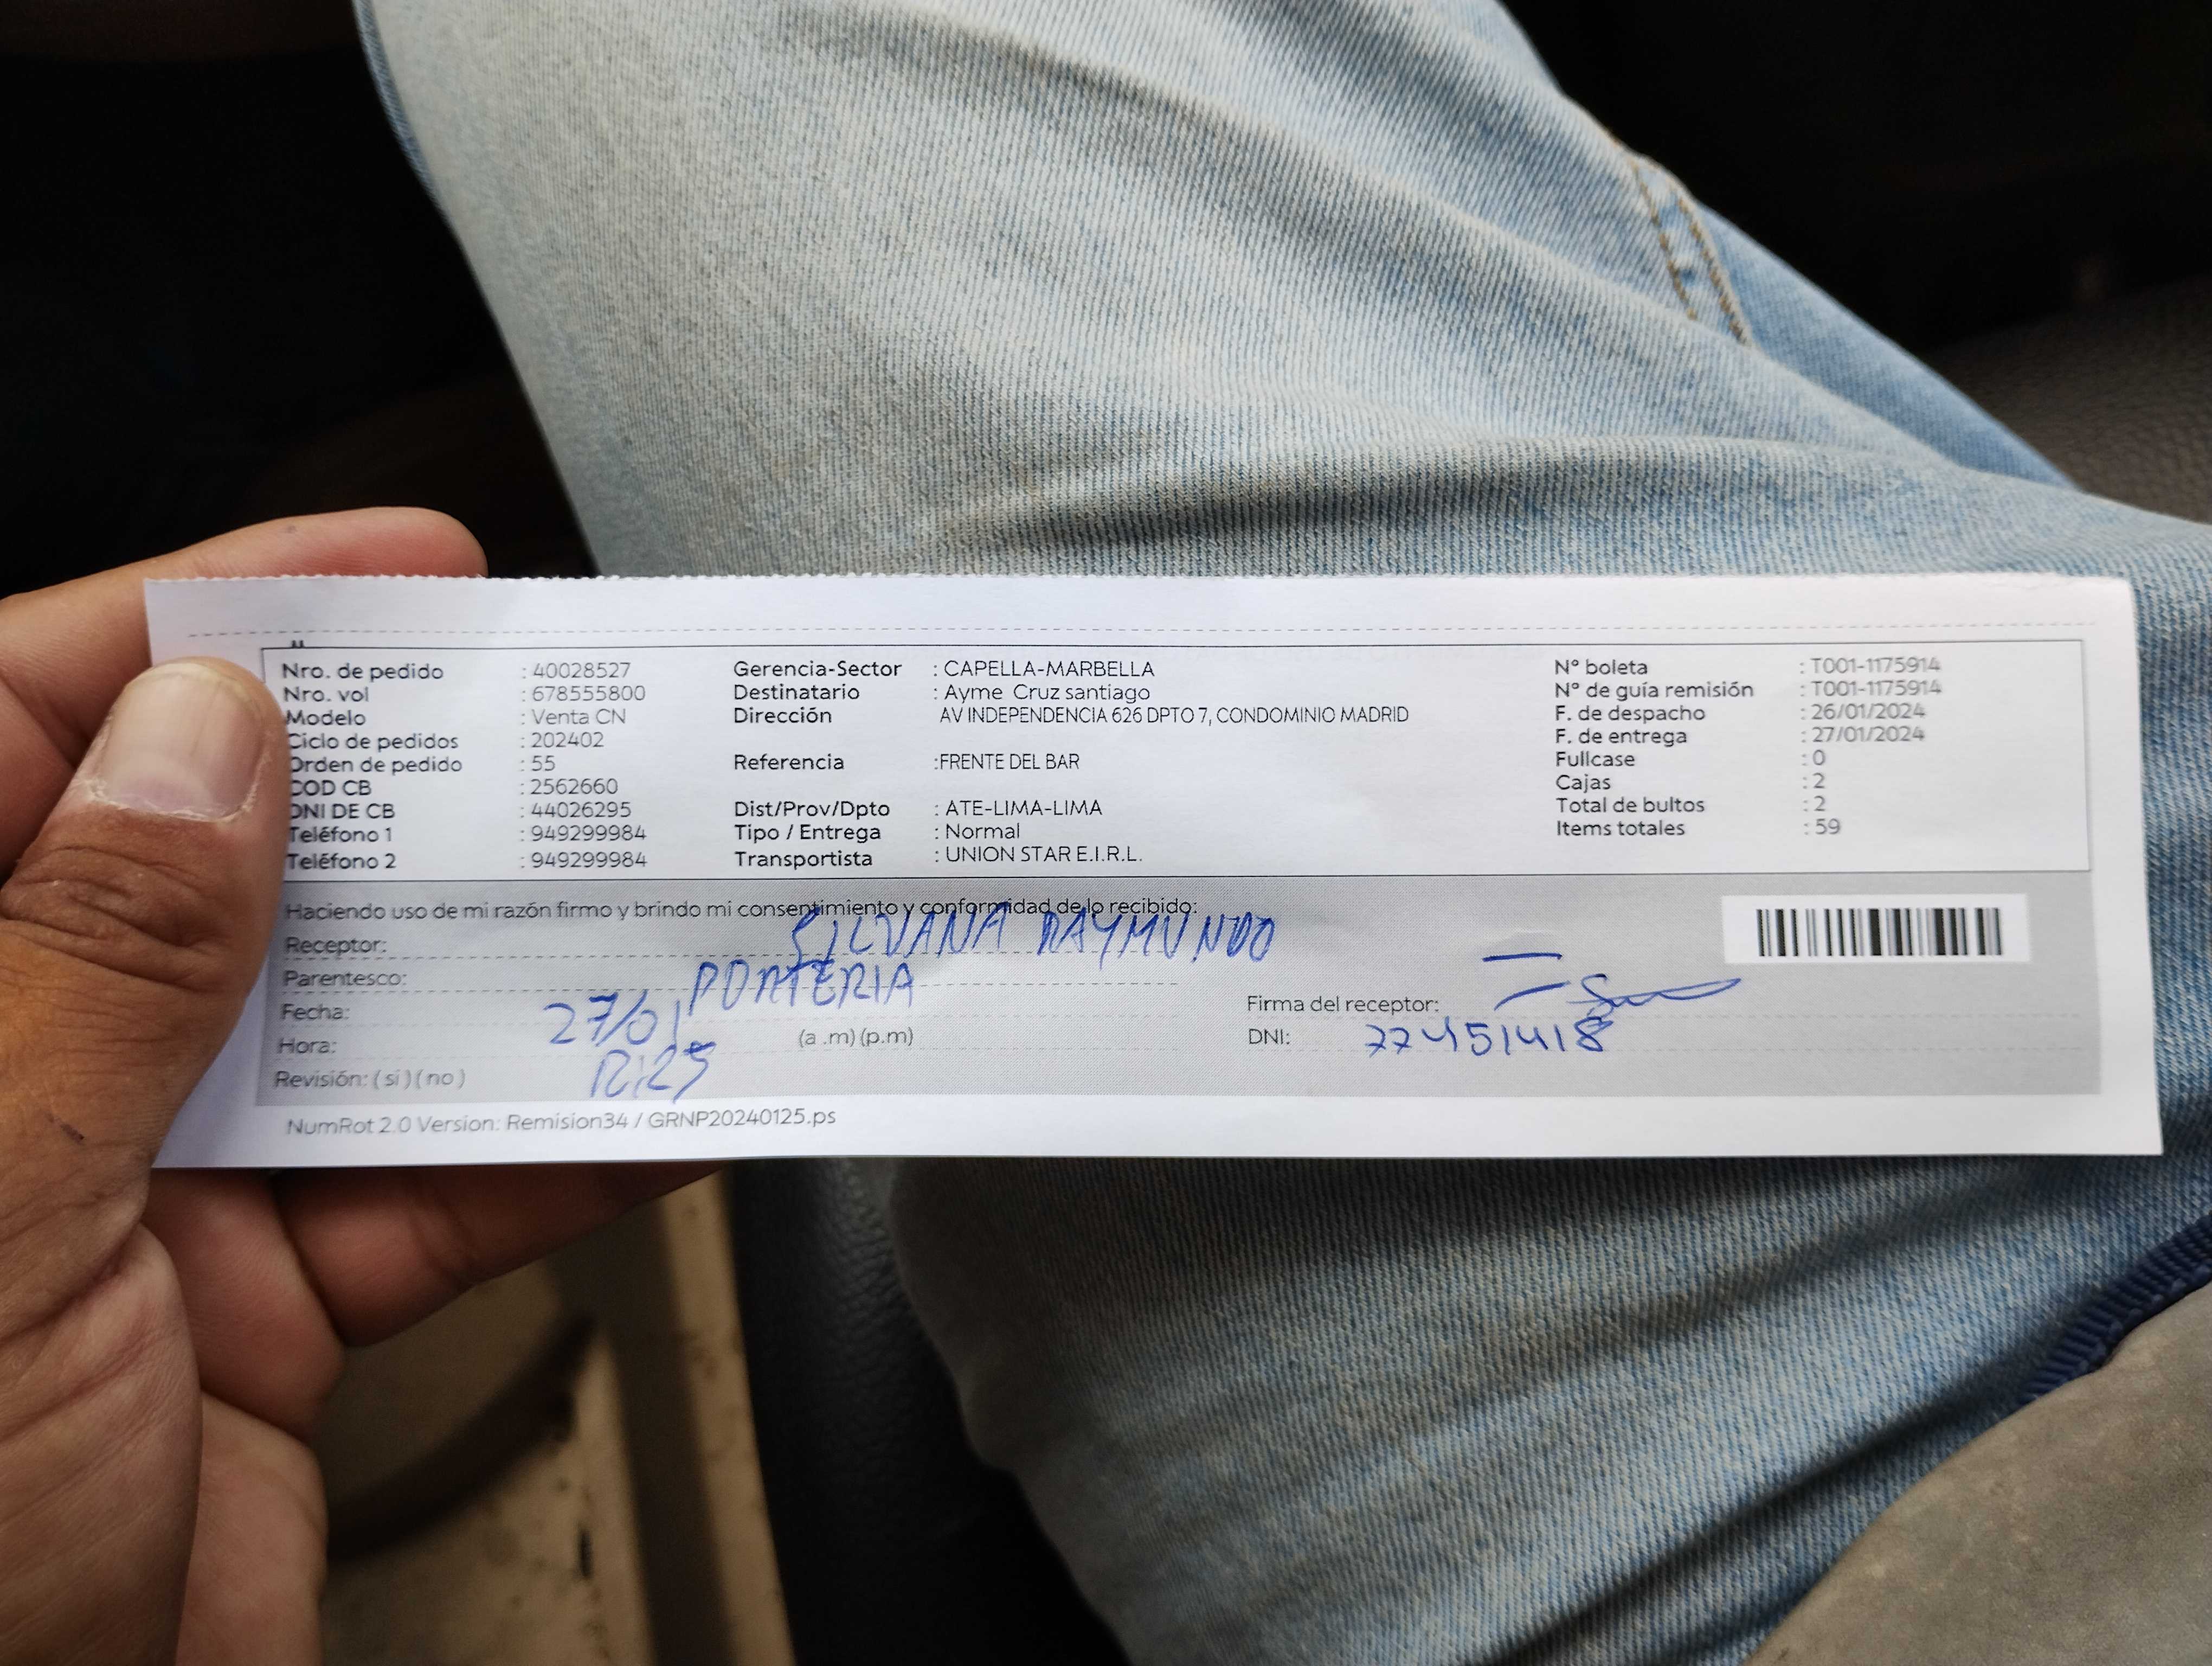 Nro. de pedido : 40028527 Gerencia-Sector : CAPELLA-MARBELLA N° boleta : T001-1175914
Nro. vol : 678555800 Destinatario : Ayme Cruz santiago N° de guía remisión : T001-1175914
Modelo : Venta CN Dirección AV INDEPENDENCIA 626 DPTO 7, CONDOMINIO MADRID F. de despacho : 26/01/2024
Ciclo de pedidos : 202402 F. de entrega : 27/01/2024
Orden de pedido : 55 Referencia :FRENTE DEL BAR Fullcase : 0
COD CB : 2562660 Cajas : 2
DNI DE CB : 44026295 Dist/Prov/Dpto : ATE-LIMA-LIMA Total de bultos : 2
Teléfono 1 : 949299984 Tipo / Entrega : Normal Items totales : 59
Teléfono 2 : 949299984 Transportista : UNION STAR E.I.R.L.
Haciendo uso de mi razón firmo y brindo mi consentimiento y conformidad de lo recibido:
Receptor: SILVANA RAYMUNDO
Parentesco: PORTERIA
Fecha: 27/01 Firma del receptor:
Hora: 12:25 (a .m) (p.m) DNI: 77451418
Revisión: ( si ) ( no )
NumRot 2.0 Version: Remision34 / GRNP20240125.ps